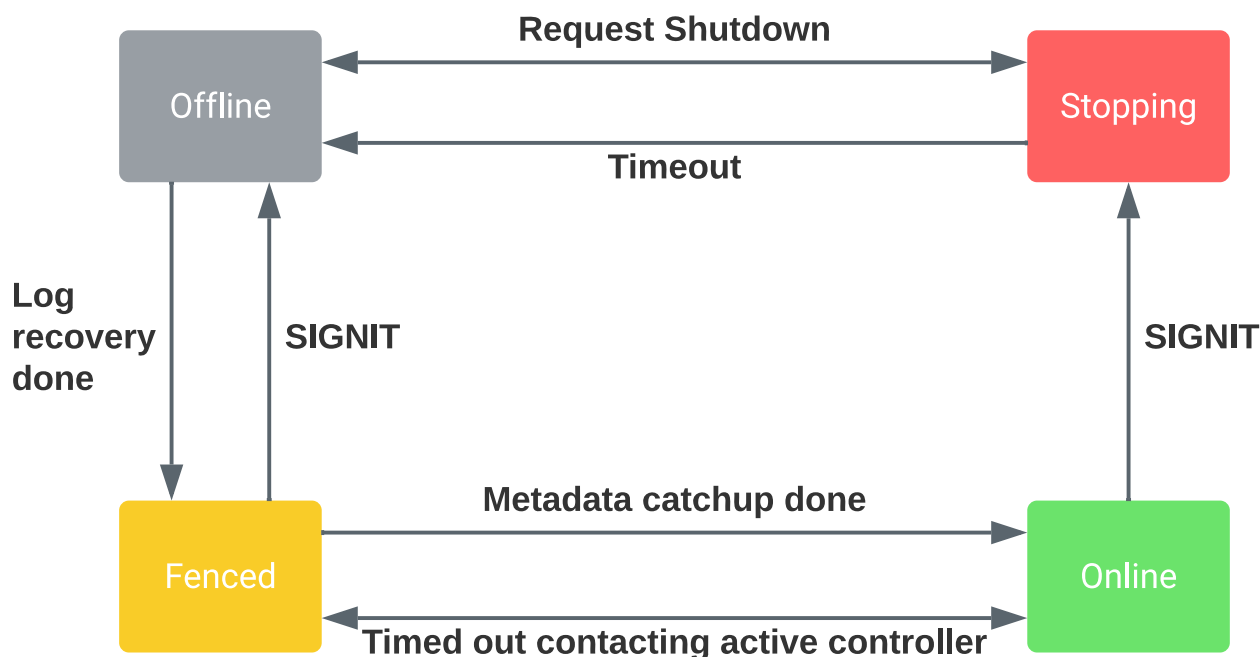 Request Shutdown
Offline
Stopping
Timeout
Log
recovery
done
SIGNIT
SIGNIT
Metadata catchup done
Fenced
Online
Timed out contacting active controller